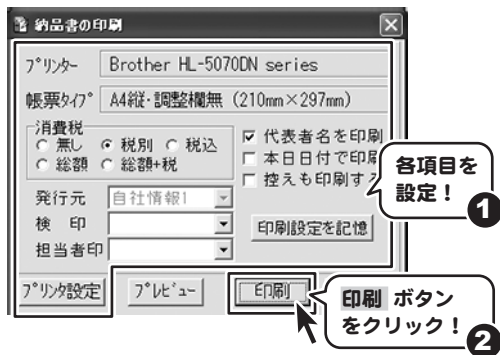 納品書の印刷
プリンター Brother HL-5070DN series
帳票タイプ A4縦・調整欄無 (210mm×297mm)
消費税
無し 税別 税込
総額 総額+税
代表者名を印刷
本日日付で印刷
控えも印刷する
発行元 自社情報1
検 印
担当者印
印刷設定を記憶
各項目を
設定！
1
プリンタ設定 プレビュー 印刷
印刷 ボタン
をクリック！
2